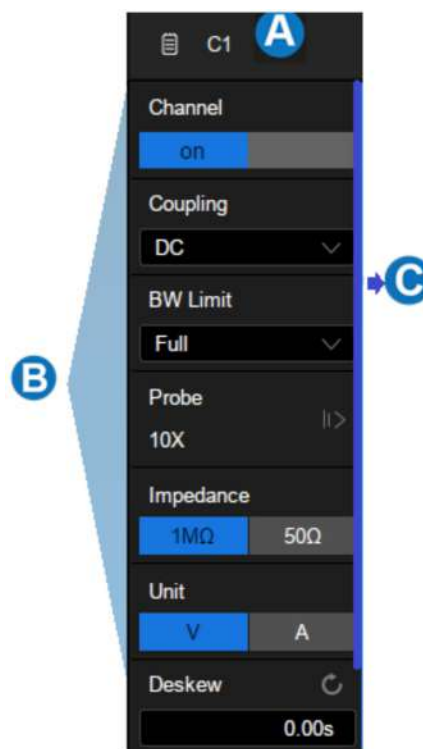 C1 A
Channel
on
Coupling
DC
C
BW Limit
Full
B
Probe
10X
Impedance
1MΩ 50Ω
Unit
V A
Deskew
0.00s